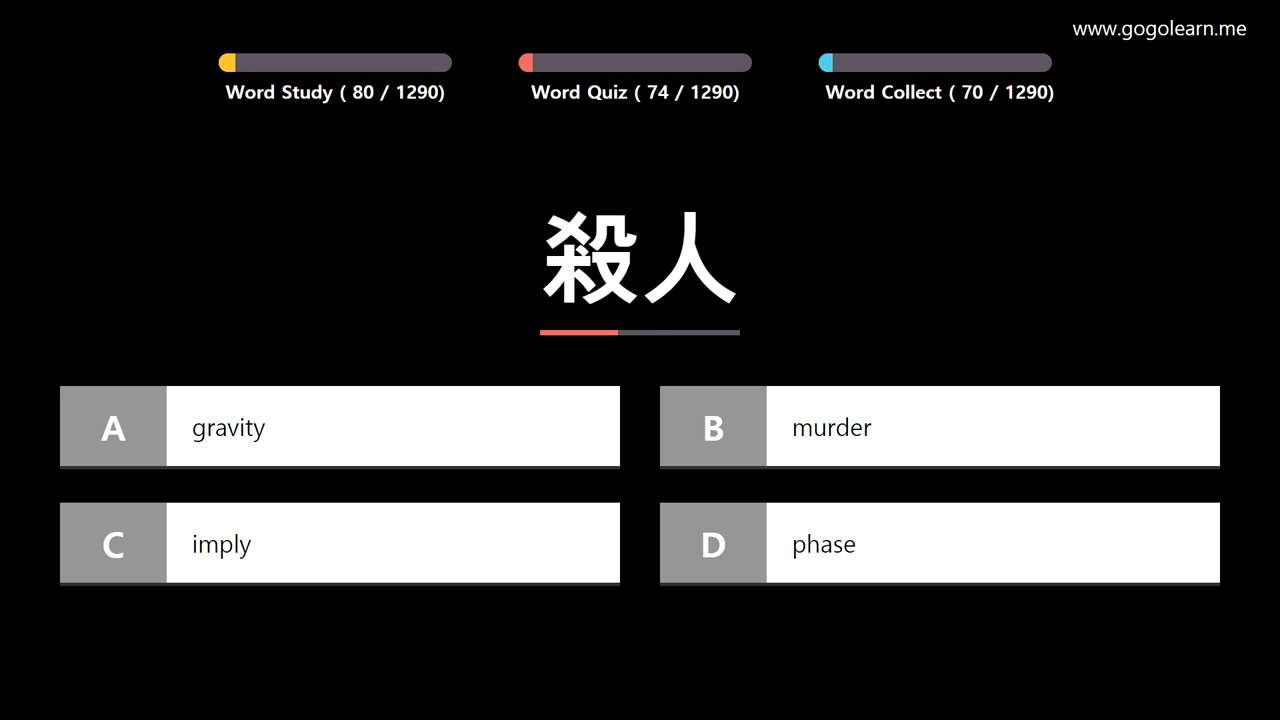 www.gogolearn.me
Word Study ( 80 / 1290)
Word Quiz ( 74 / 1290)
Word Collect ( 70 / 1290)
殺人
A gravity
B murder
C imply
D phase